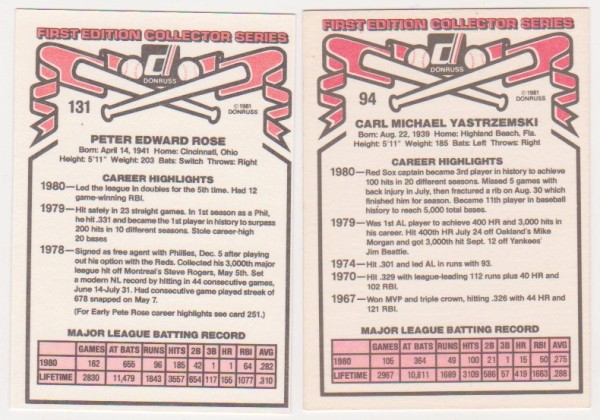 FIRST EDITION COLLECTOR SERIES
d
DONRUSS
131
© 1981
DONRUSS
PETER EDWARD ROSE
Born: April 14, 1941 Home: Cincinnati, Ohio
Height: 5'11" Weight: 203 Bats: Switch Throws: Right
CAREER HIGHLIGHTS
1980—Led the league in doubles for the 5th time. Had 12
game-winning RBI.
1979—Hit safely in 23 straight games. In 1st season as a Phil,
he hit .331 and became the 1st player in history to surpass
200 hits in 10 different seasons. Stole career-high
20 bases
1978—Signed as free agent with Phillies, Dec. 5 after playing
out his option with the Reds. Collected his 3,000th major
league hit off Montreal's Steve Rogers, May 5th. Set a
modern NL record by hitting in 44 consecutive games,
June 14-July 31. Had consecutive game played streak of
678 snapped on May 7.
(For Early Pete Rose career highlights see card 251.)
MAJOR LEAGUE BATTING RECORD
GAMES AT BATS RUNS HITS 2B 3B HR RBI AVG
1980 162 655 96 185 42 1 1 64 .282
LIFETIME 2830 11,479 1843 3557 654 117 155 1077 .310
FIRST EDITION COLLECTOR SERIES
d
DONRUSS
94
© 1981
DONRUSS
CARL MICHAEL YASTRZEMSKI
Born: Aug. 22, 1939 Home: Highland Beach, Fla.
Height: 5'11" Weight: 185 Bats: Left Throws: Right
CAREER HIGHLIGHTS
1980—Red Sox captain became 3rd player in history to achieve
100 hits in 20 different seasons. Missed 5 games with
back injury in July, then fractured a rib on Aug. 30 which
finished him for season. Became 11th player in baseball
history to reach 5,000 total bases.
1979—Was 1st AL player to achieve 400 HR and 3,000 hits in
his career. Hit 400th HR July 24 off Oakland's Mike
Morgan and got 3,000th hit Sept. 12 off Yankees'
Jim Beattie.
1974—Hit .301 and led AL in runs with 93.
1970—Hit .329 with league-leading 112 runs plus 40 HR and
102 RBI.
1967—Won MVP and triple crown, hitting .326 with 44 HR and
121 RBI.
MAJOR LEAGUE BATTING RECORD
GAMES AT BATS RUNS HITS 2B 3B HR RBI AVG
1980 105 364 49 100 21 1 15 50 .275
LIFETIME 2967 10,811 1689 3109 586 57 419 1663 .288